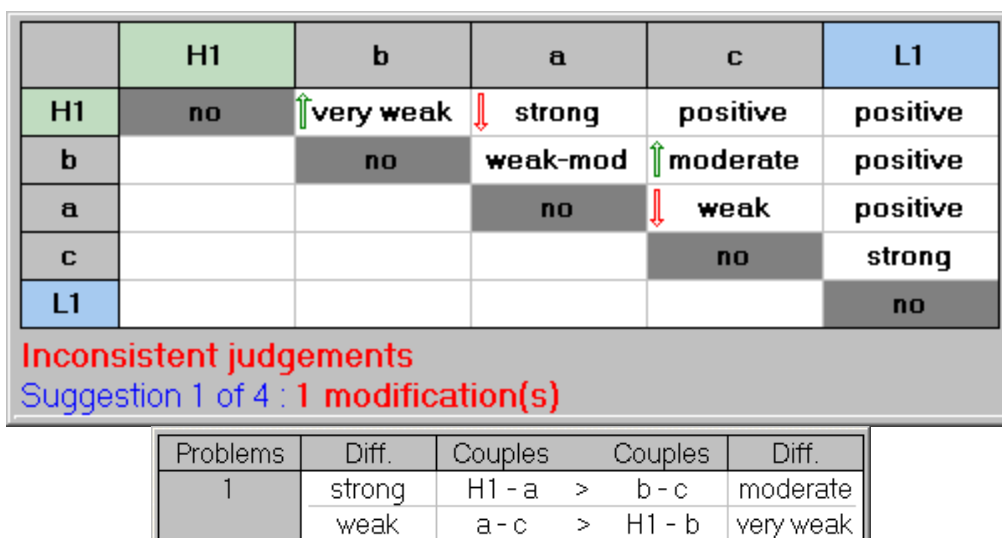 H1 b a c L1
H1 no very weak strong positive positive
b no weak-mod moderate positive
a no weak positive
c no strong
L1 no
Inconsistent judgements
Suggestion 1 of 4 : 1 modification(s)
Problems Diff. Couples Couples Diff.
1 strong H1 - a > b - c moderate
weak a - c > H1 - b very weak